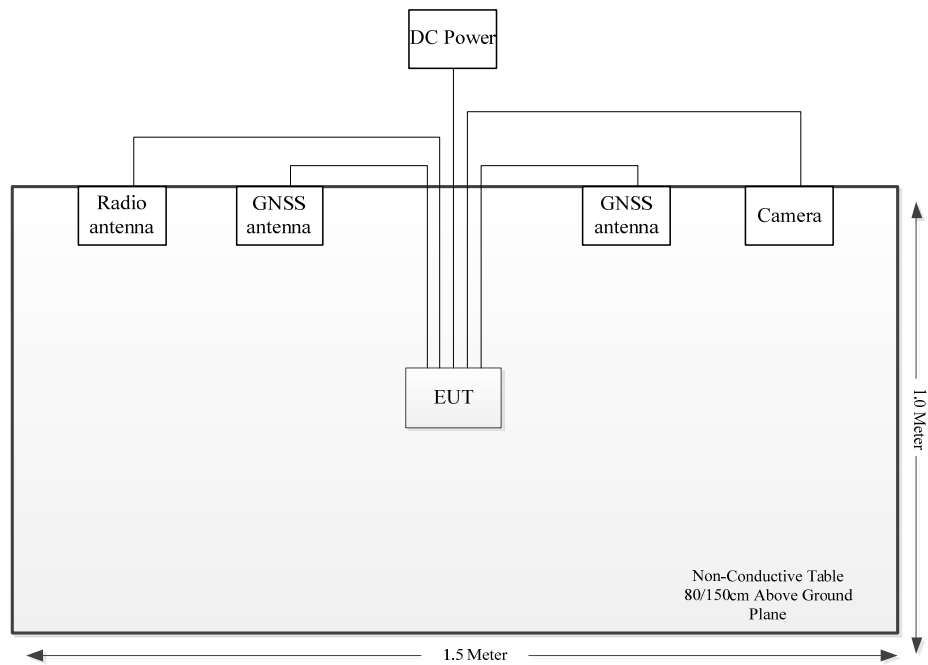 DC Power
Radio
antenna
GNSS
antenna
GNSS
antenna
Camera
EUT
1.0 Meter
Non-Conductive Table
80/150cm Above Ground
Plane
1.5 Meter